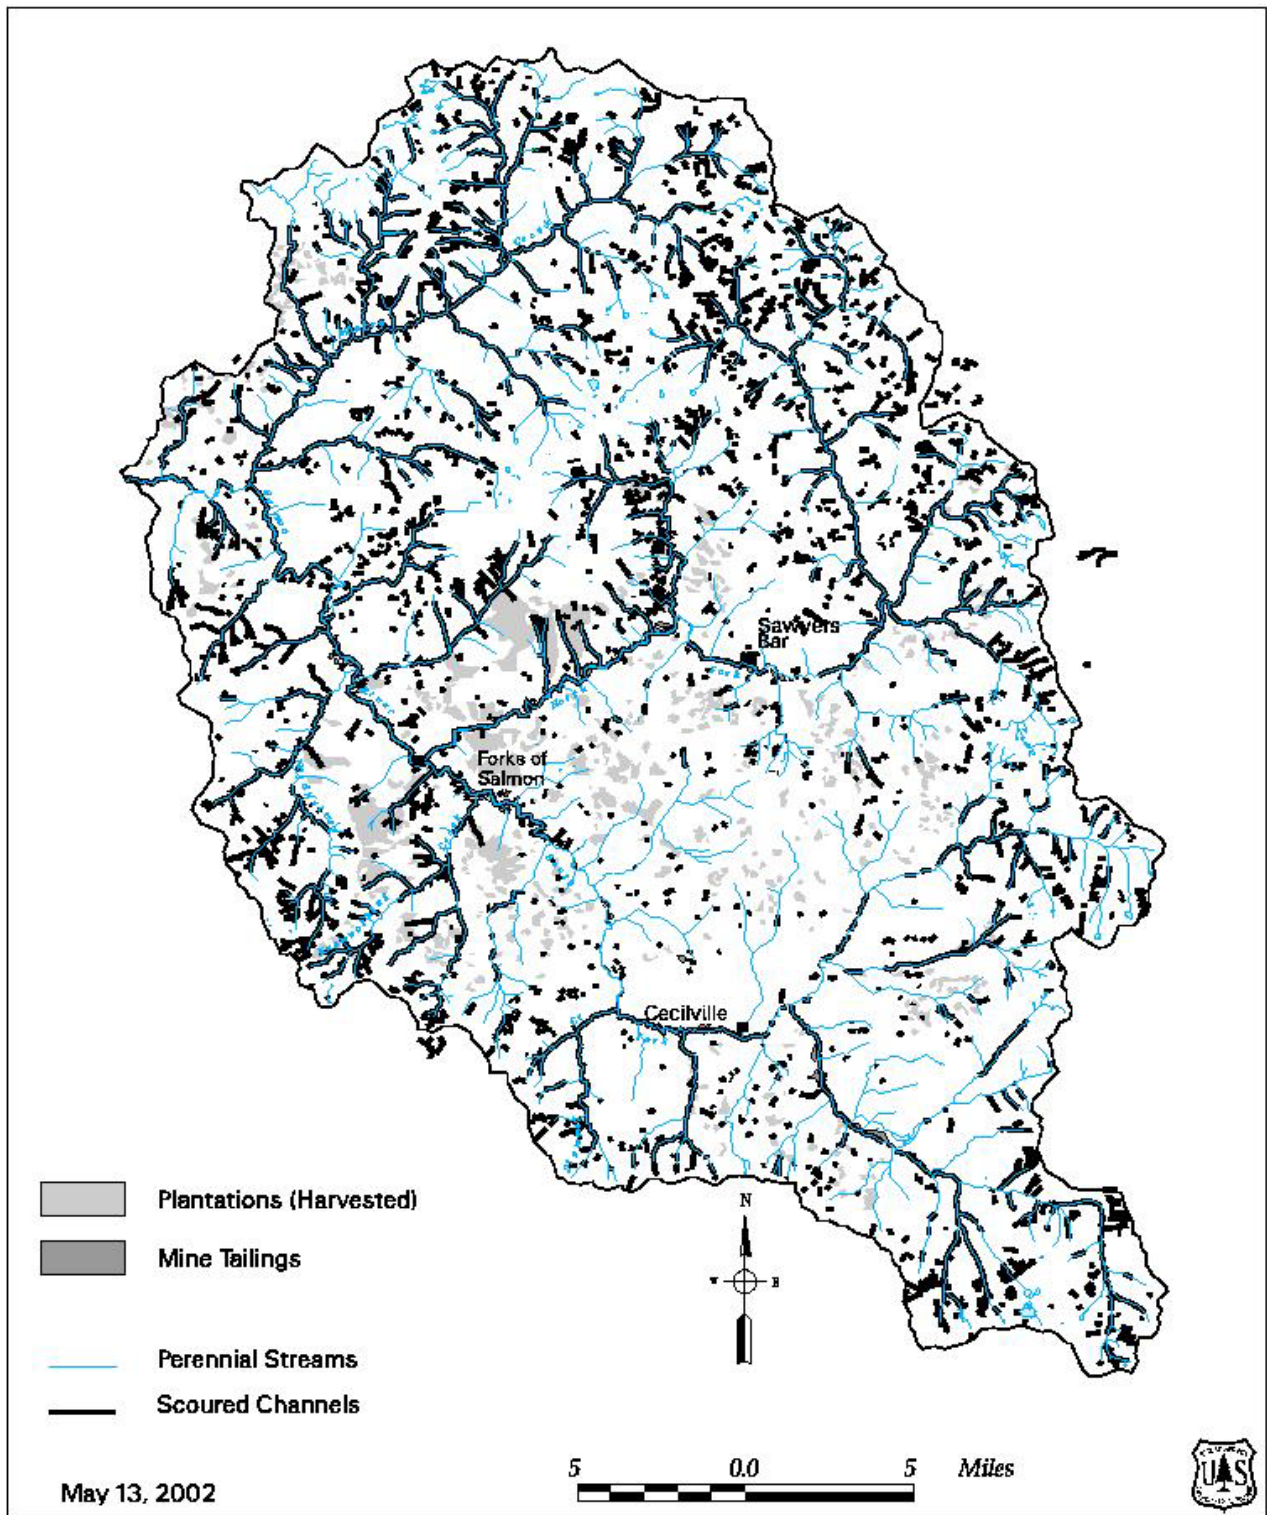 Sawyers
Bar
Forks of
Salmon
Cecilville
Plantations (Harvested)
Mine Tailings
N
W
E
Perennial Streams
Scoured Channels
5
0.0
5
Miles
May 13, 2002
U S